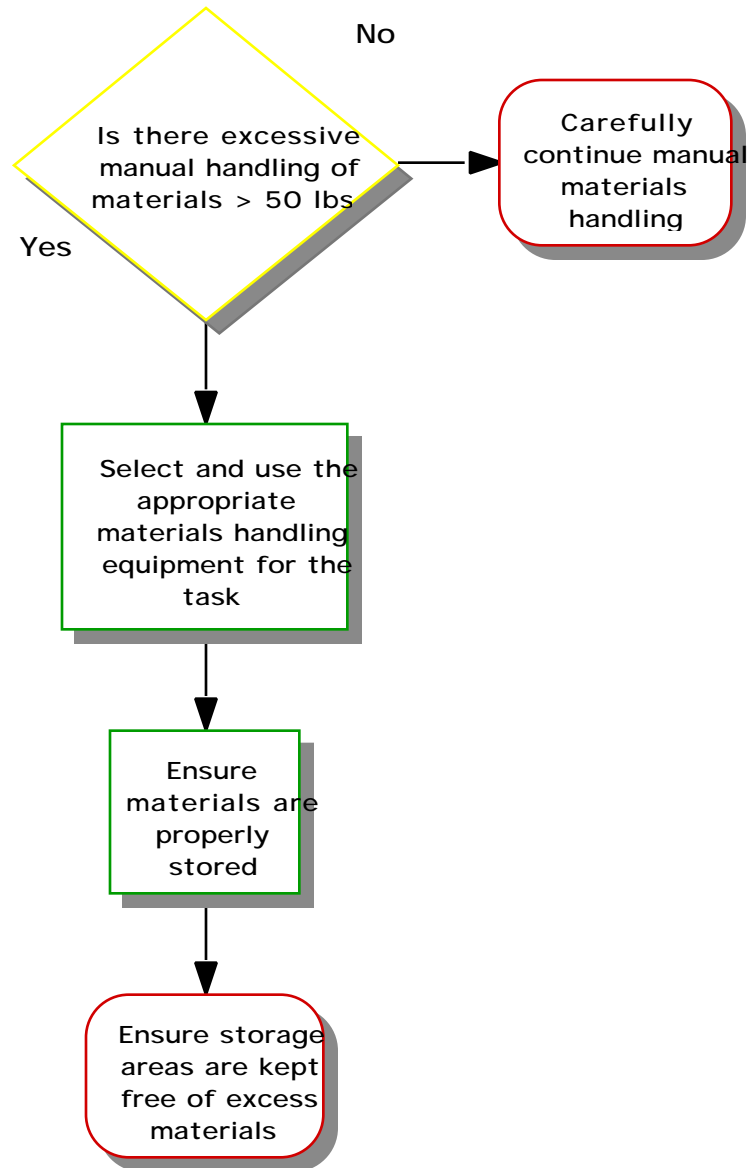 No
Is there excessive
manual handling of
materials > 50 lbs
Yes
Carefully
continue manual
materials
handling
Select and use the
appropriate
materials handling
equipment for the
task
Ensure
materials are
properly
stored
Ensure storage
areas are kept
free of excess
materials